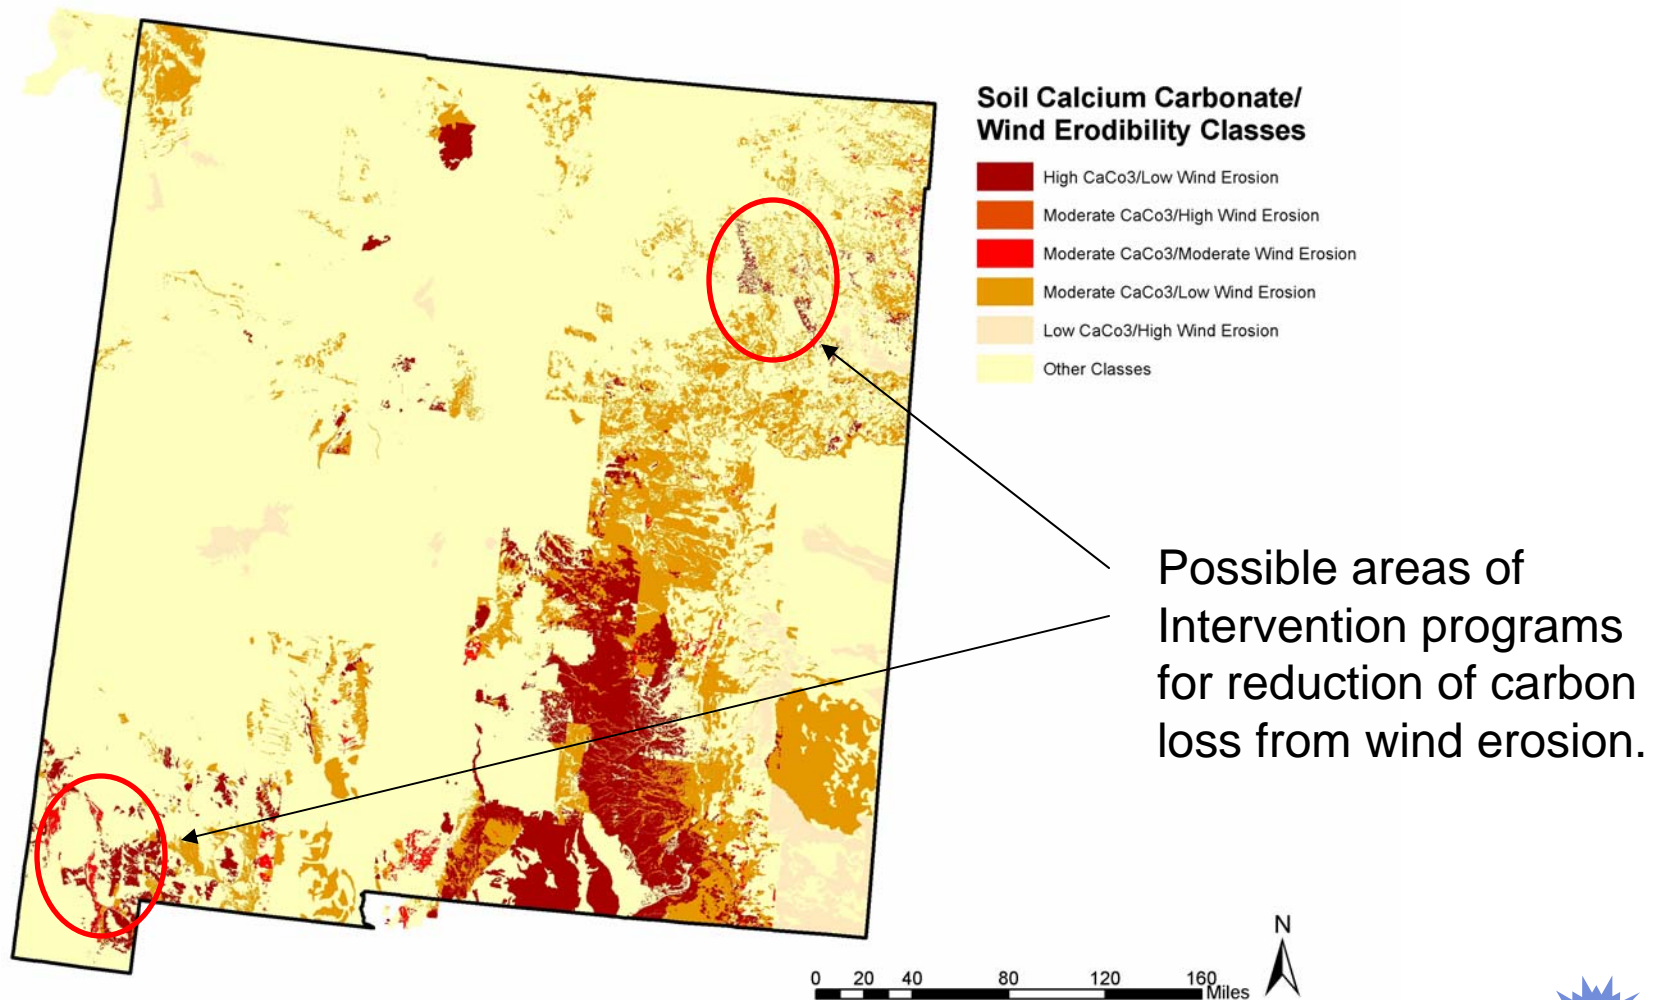 Soil Calcium Carbonate/
Wind Erodibility Classes
High CaCo3/Low Wind Erosion
Moderate CaCo3/High Wind Erosion
Moderate CaCo3/Moderate Wind Erosion
Moderate CaCo3/Low Wind Erosion
Low CaCo3/High Wind Erosion
Other Classes
Possible areas of
Intervention programs
for reduction of carbon
loss from wind erosion.
N
0 20 40 80 120 160
Miles